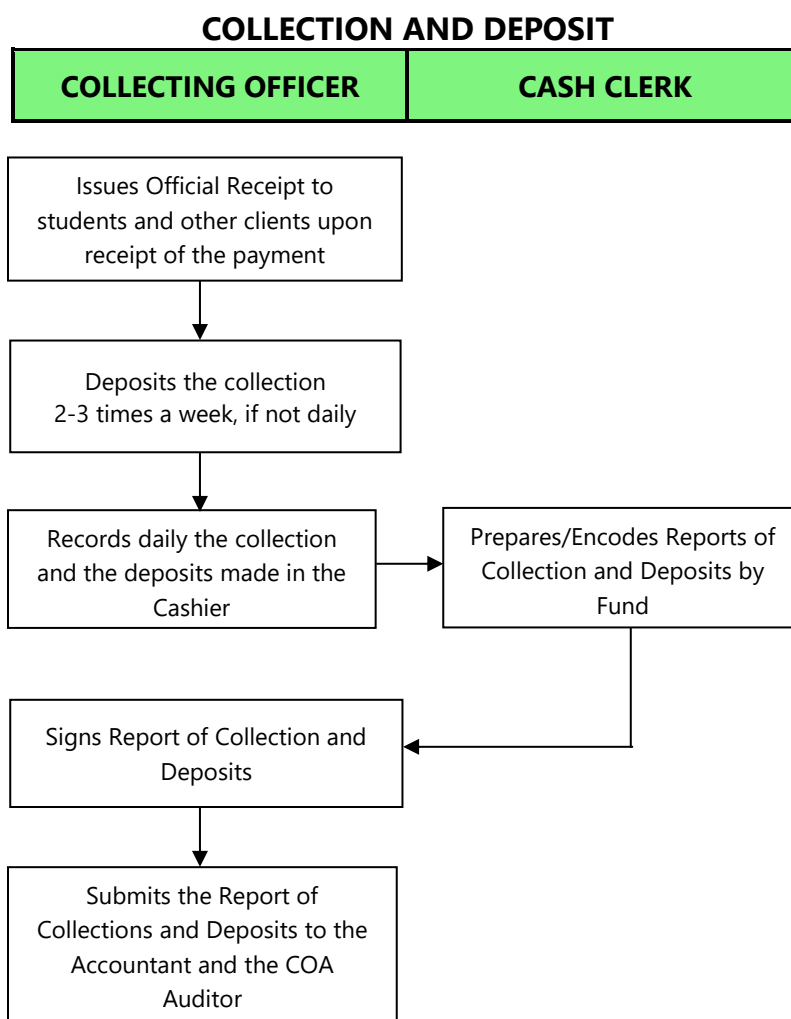 COLLECTION AND DEPOSIT
COLLECTING OFFICER
CASH CLERK
Issues Official Receipt to
students and other clients upon
receipt of the payment
Deposits the collection
2-3 times a week, if not daily
Records daily the collection
and the deposits made in the
Cashier
Prepares/Encodes Reports of
Collection and Deposits by
Fund
Signs Report of Collection and
Deposits
Submits the Report of
Collections and Deposits to the
Accountant and the COA
Auditor